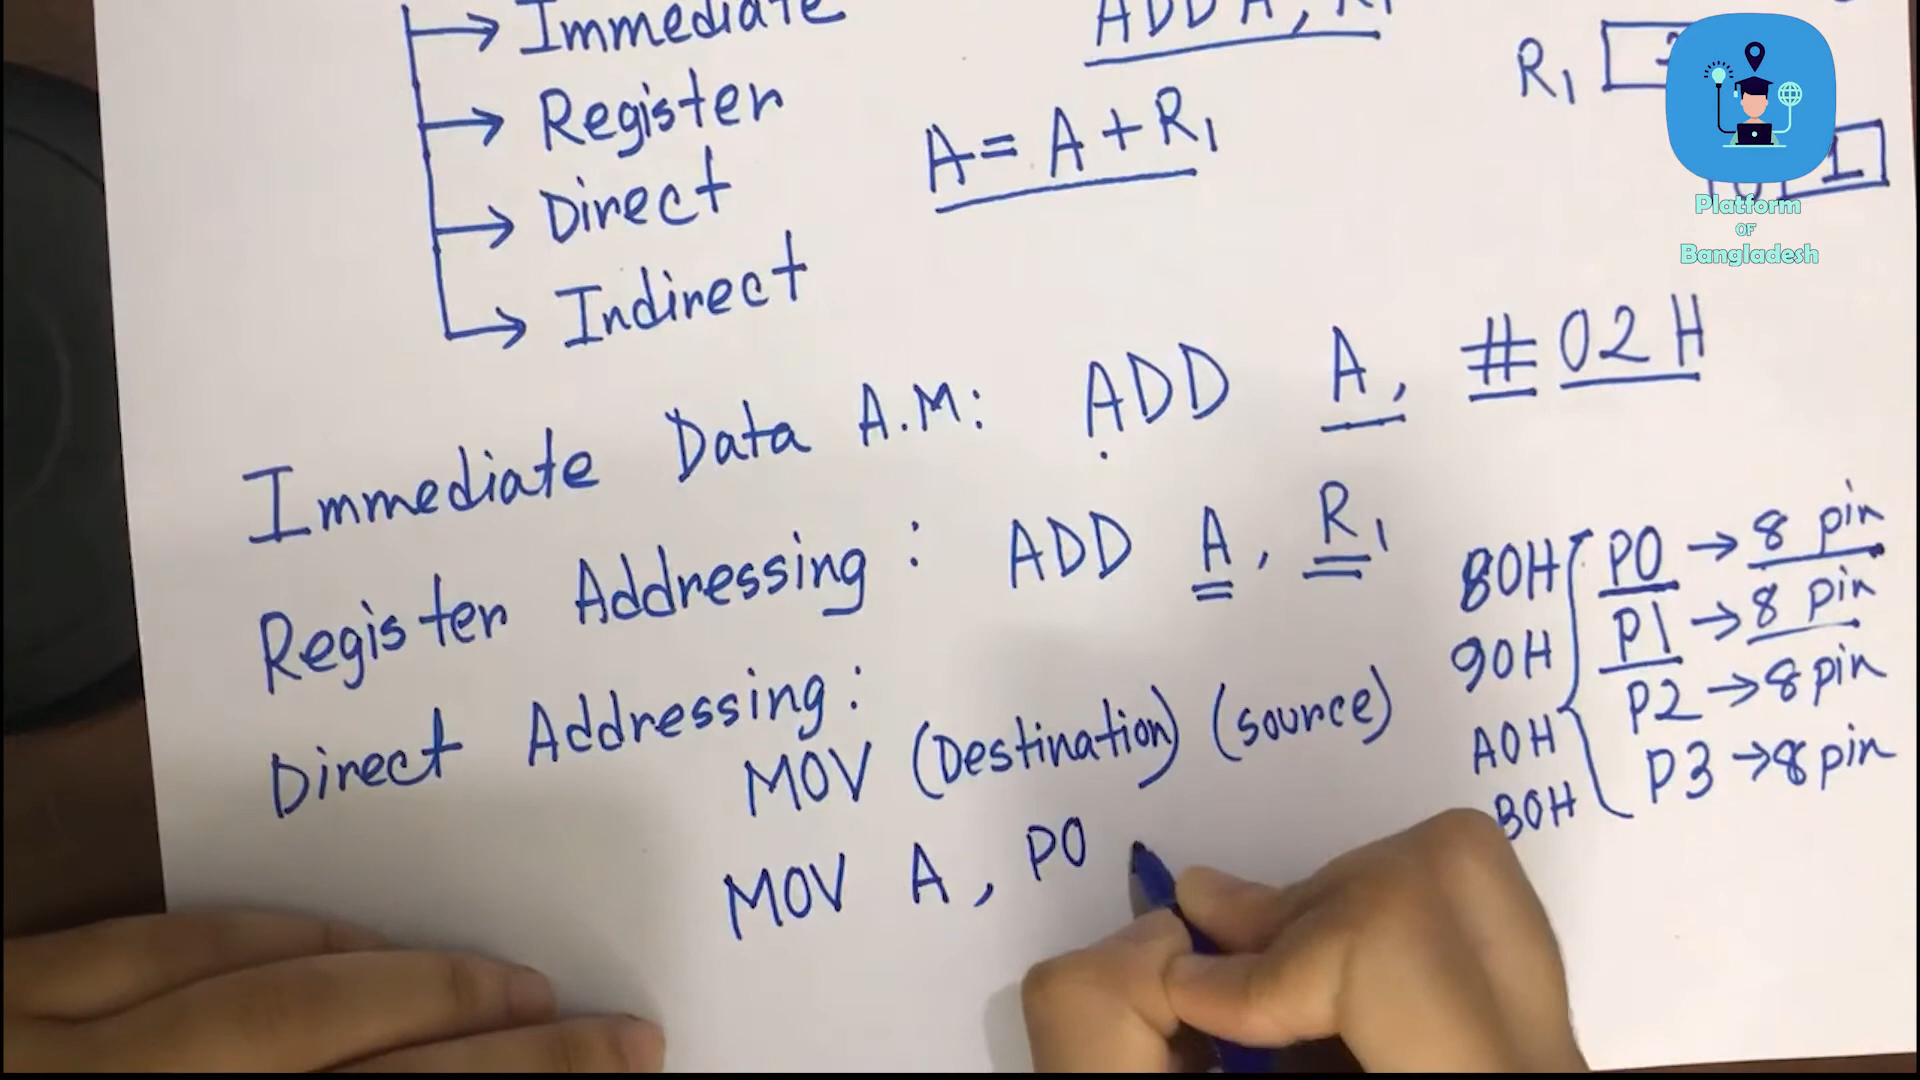 → Immediate
ADD A, R1
→ Register
A = A + R1
R1
→ Direct
→ Indirect
1
Platform
OF
Bangladesh
Immediate Data A.M: ADD A, #02H
Register Addressing : ADD A, R1
80H P0 → 8 pin
90H P1 → 8 pin
A0H P2 → 8 pin
B0H P3 → 8 pin
Direct Addressing:
MOV (Destination) (source)
MOV A, P0